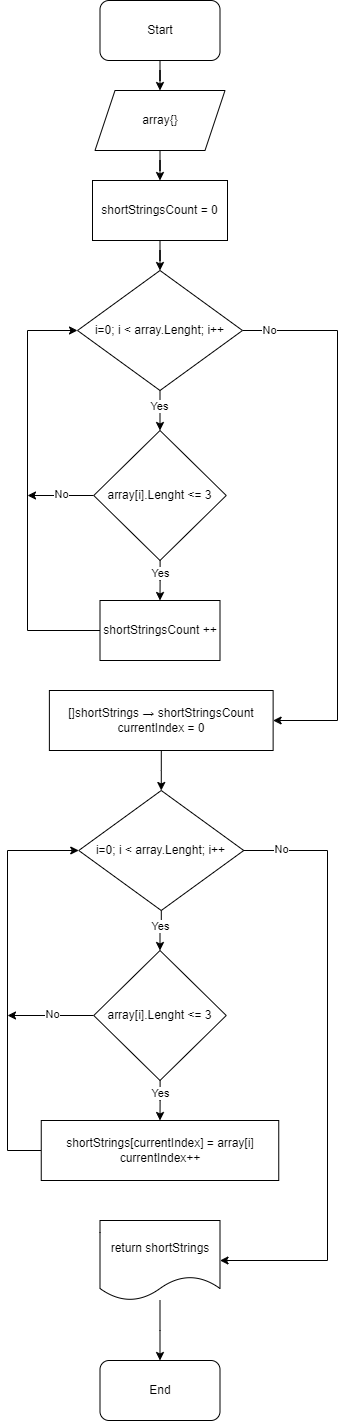 Start
array{}
shortStringsCount = 0
i=0; i < array.Lenght; i++
No
Yes
array[i].Lenght <= 3
No
Yes
shortStringsCount ++
[]shortStrings → shortStringsCount
currentIndex = 0
i=0; i < array.Lenght; i++
No
Yes
array[i].Lenght <= 3
No
Yes
shortStrings[currentIndex] = array[i]
currentIndex++
return shortStrings
End